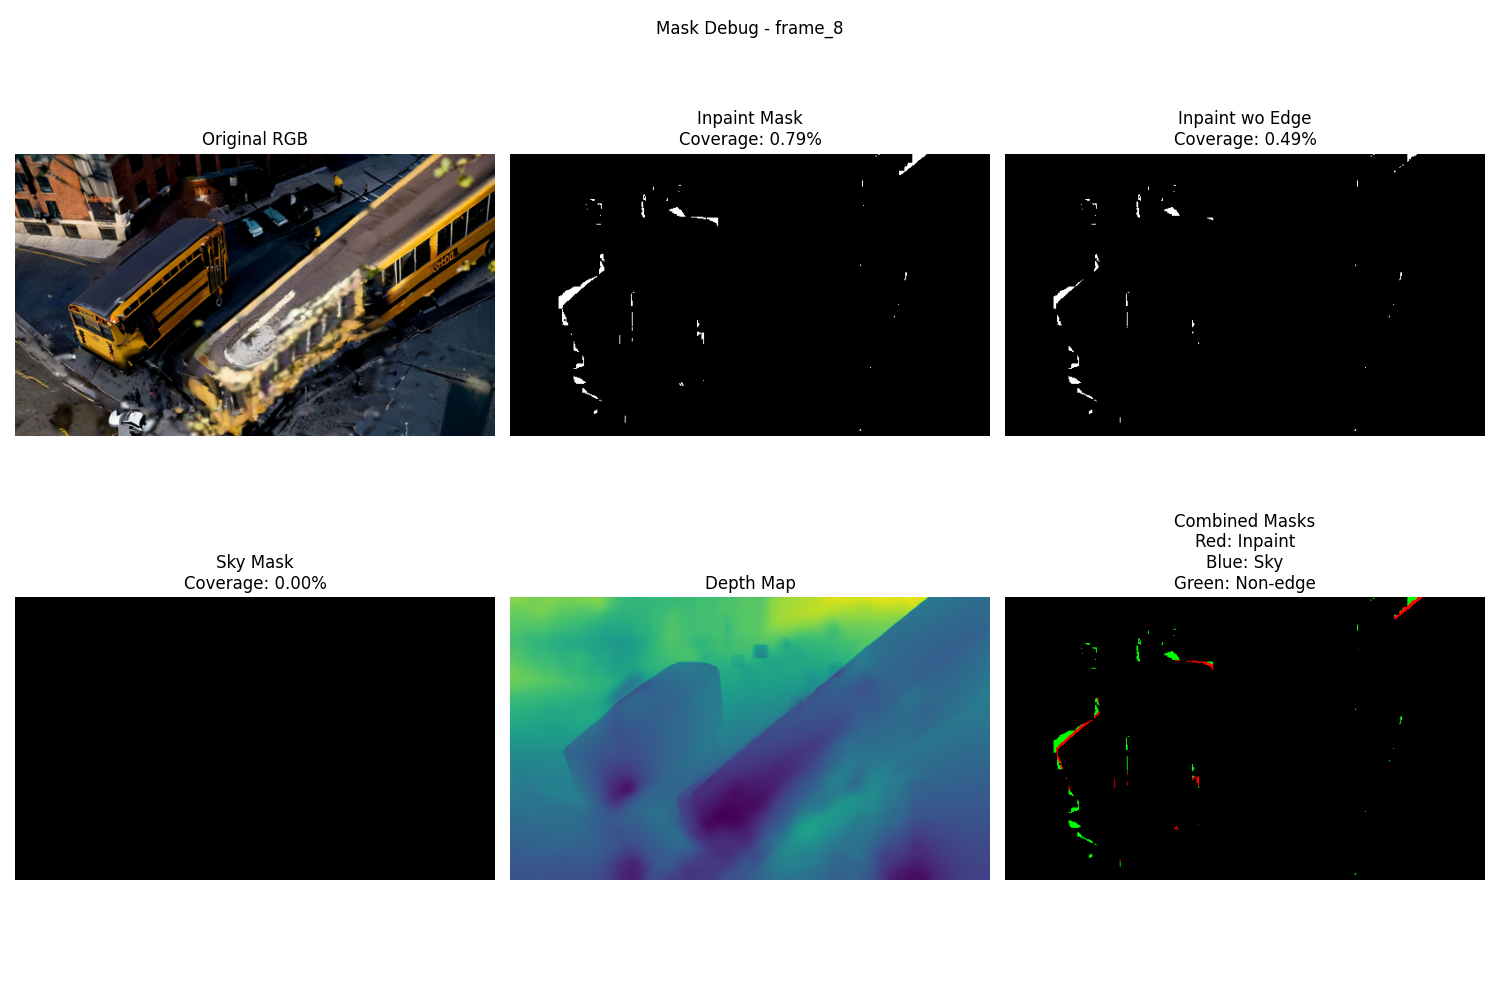 Mask Debug - frame_8
Original RGB
Inpaint Mask
Coverage: 0.79%
Inpaint wo Edge
Coverage: 0.49%
Sky Mask
Coverage: 0.00%
Depth Map
Combined Masks
Red: Inpaint
Blue: Sky
Green: Non-edge